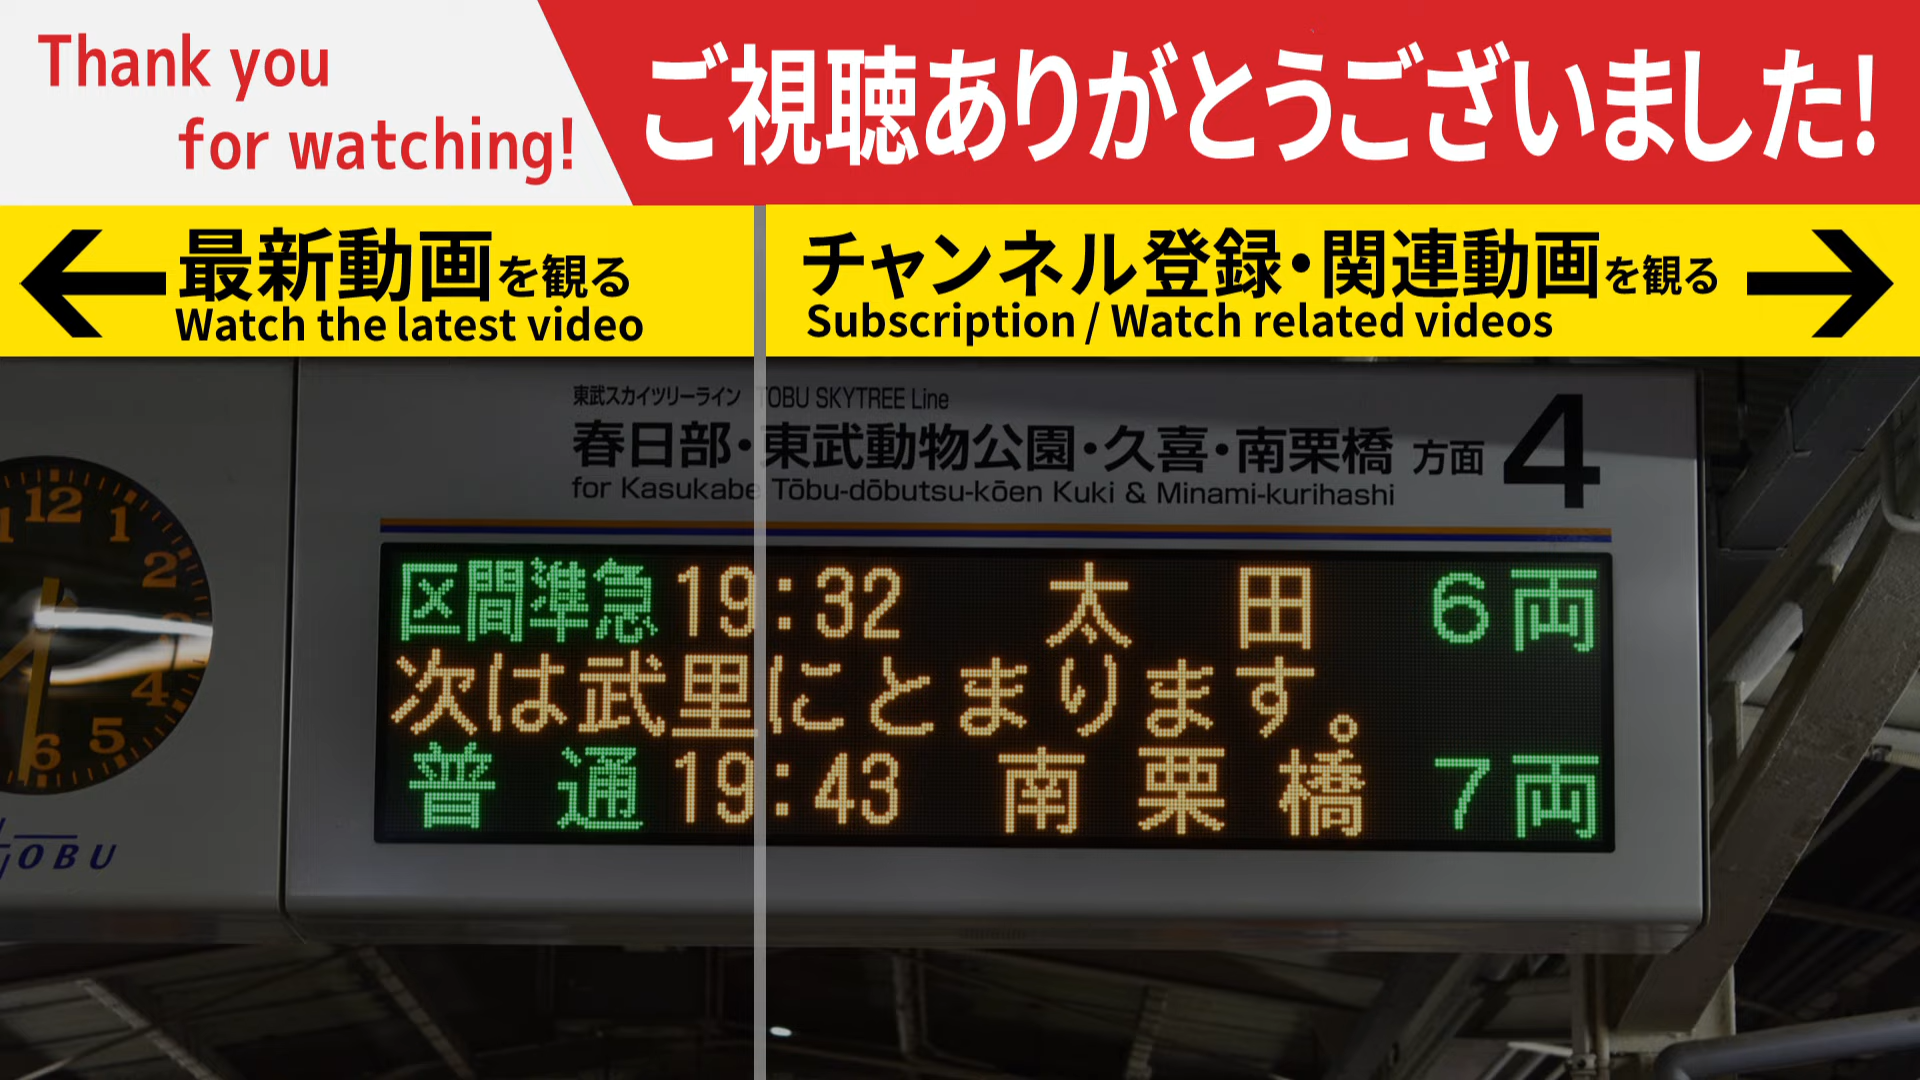 Thank you
for watching!
ご視聴ありがとうございました!
最新動画を観る
Watch the latest video
チャンネル登録・関連動画を観る
Subscription / Watch related videos
東武スカイツリーライン TOBU SKYTREE Line
春日部・東武動物公園・久喜・南栗橋 方面 4
for Kasukabe Tōbu-dōbutsu-kōen Kuki & Minami-kurihashi
区間準急 19:32 太田 6両
次は武里にとまります。
普通 19:43 南栗橋 7両
12
1
2
4
5
6
TOBU